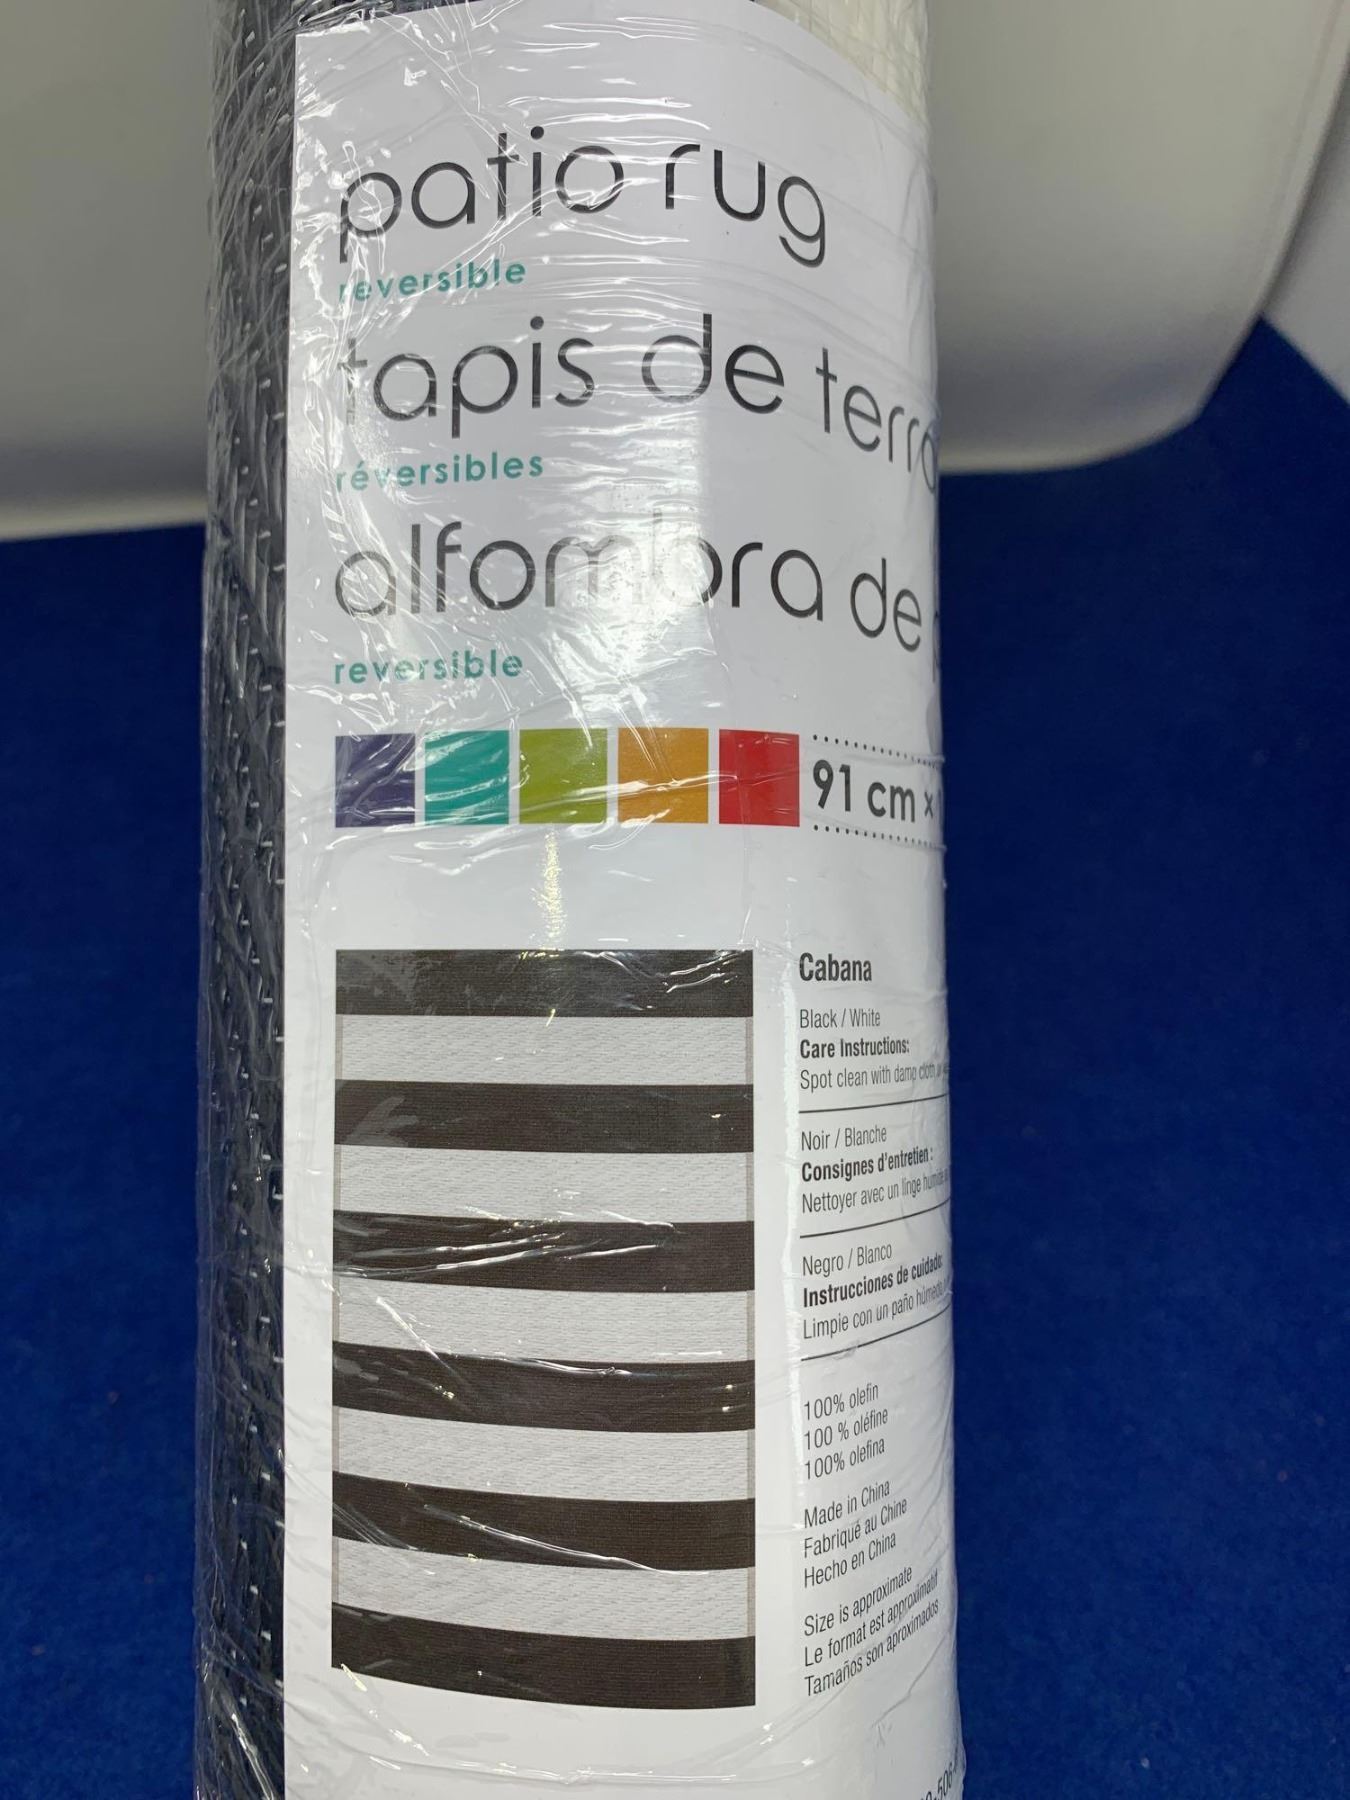 patio rug
reversible
tapis de
réversibles
alfombra de
reversible
91 cm ×
Cabana
Black / White
Care Instructions:
Spot clean with damp cloth
Noir / Blanche
Consignes d'entretien :
Nettoyer avec un linge humide
Negro / Blanco
Instrucciones de cuidado:
Limpie con un paño húmedo
100% olefin
100 % oléfine
100% olefina
Made in China
Fabriqué au Chine
Hecho en China
Size is approximate
Le format est approximatif
Tamaños son aproximados